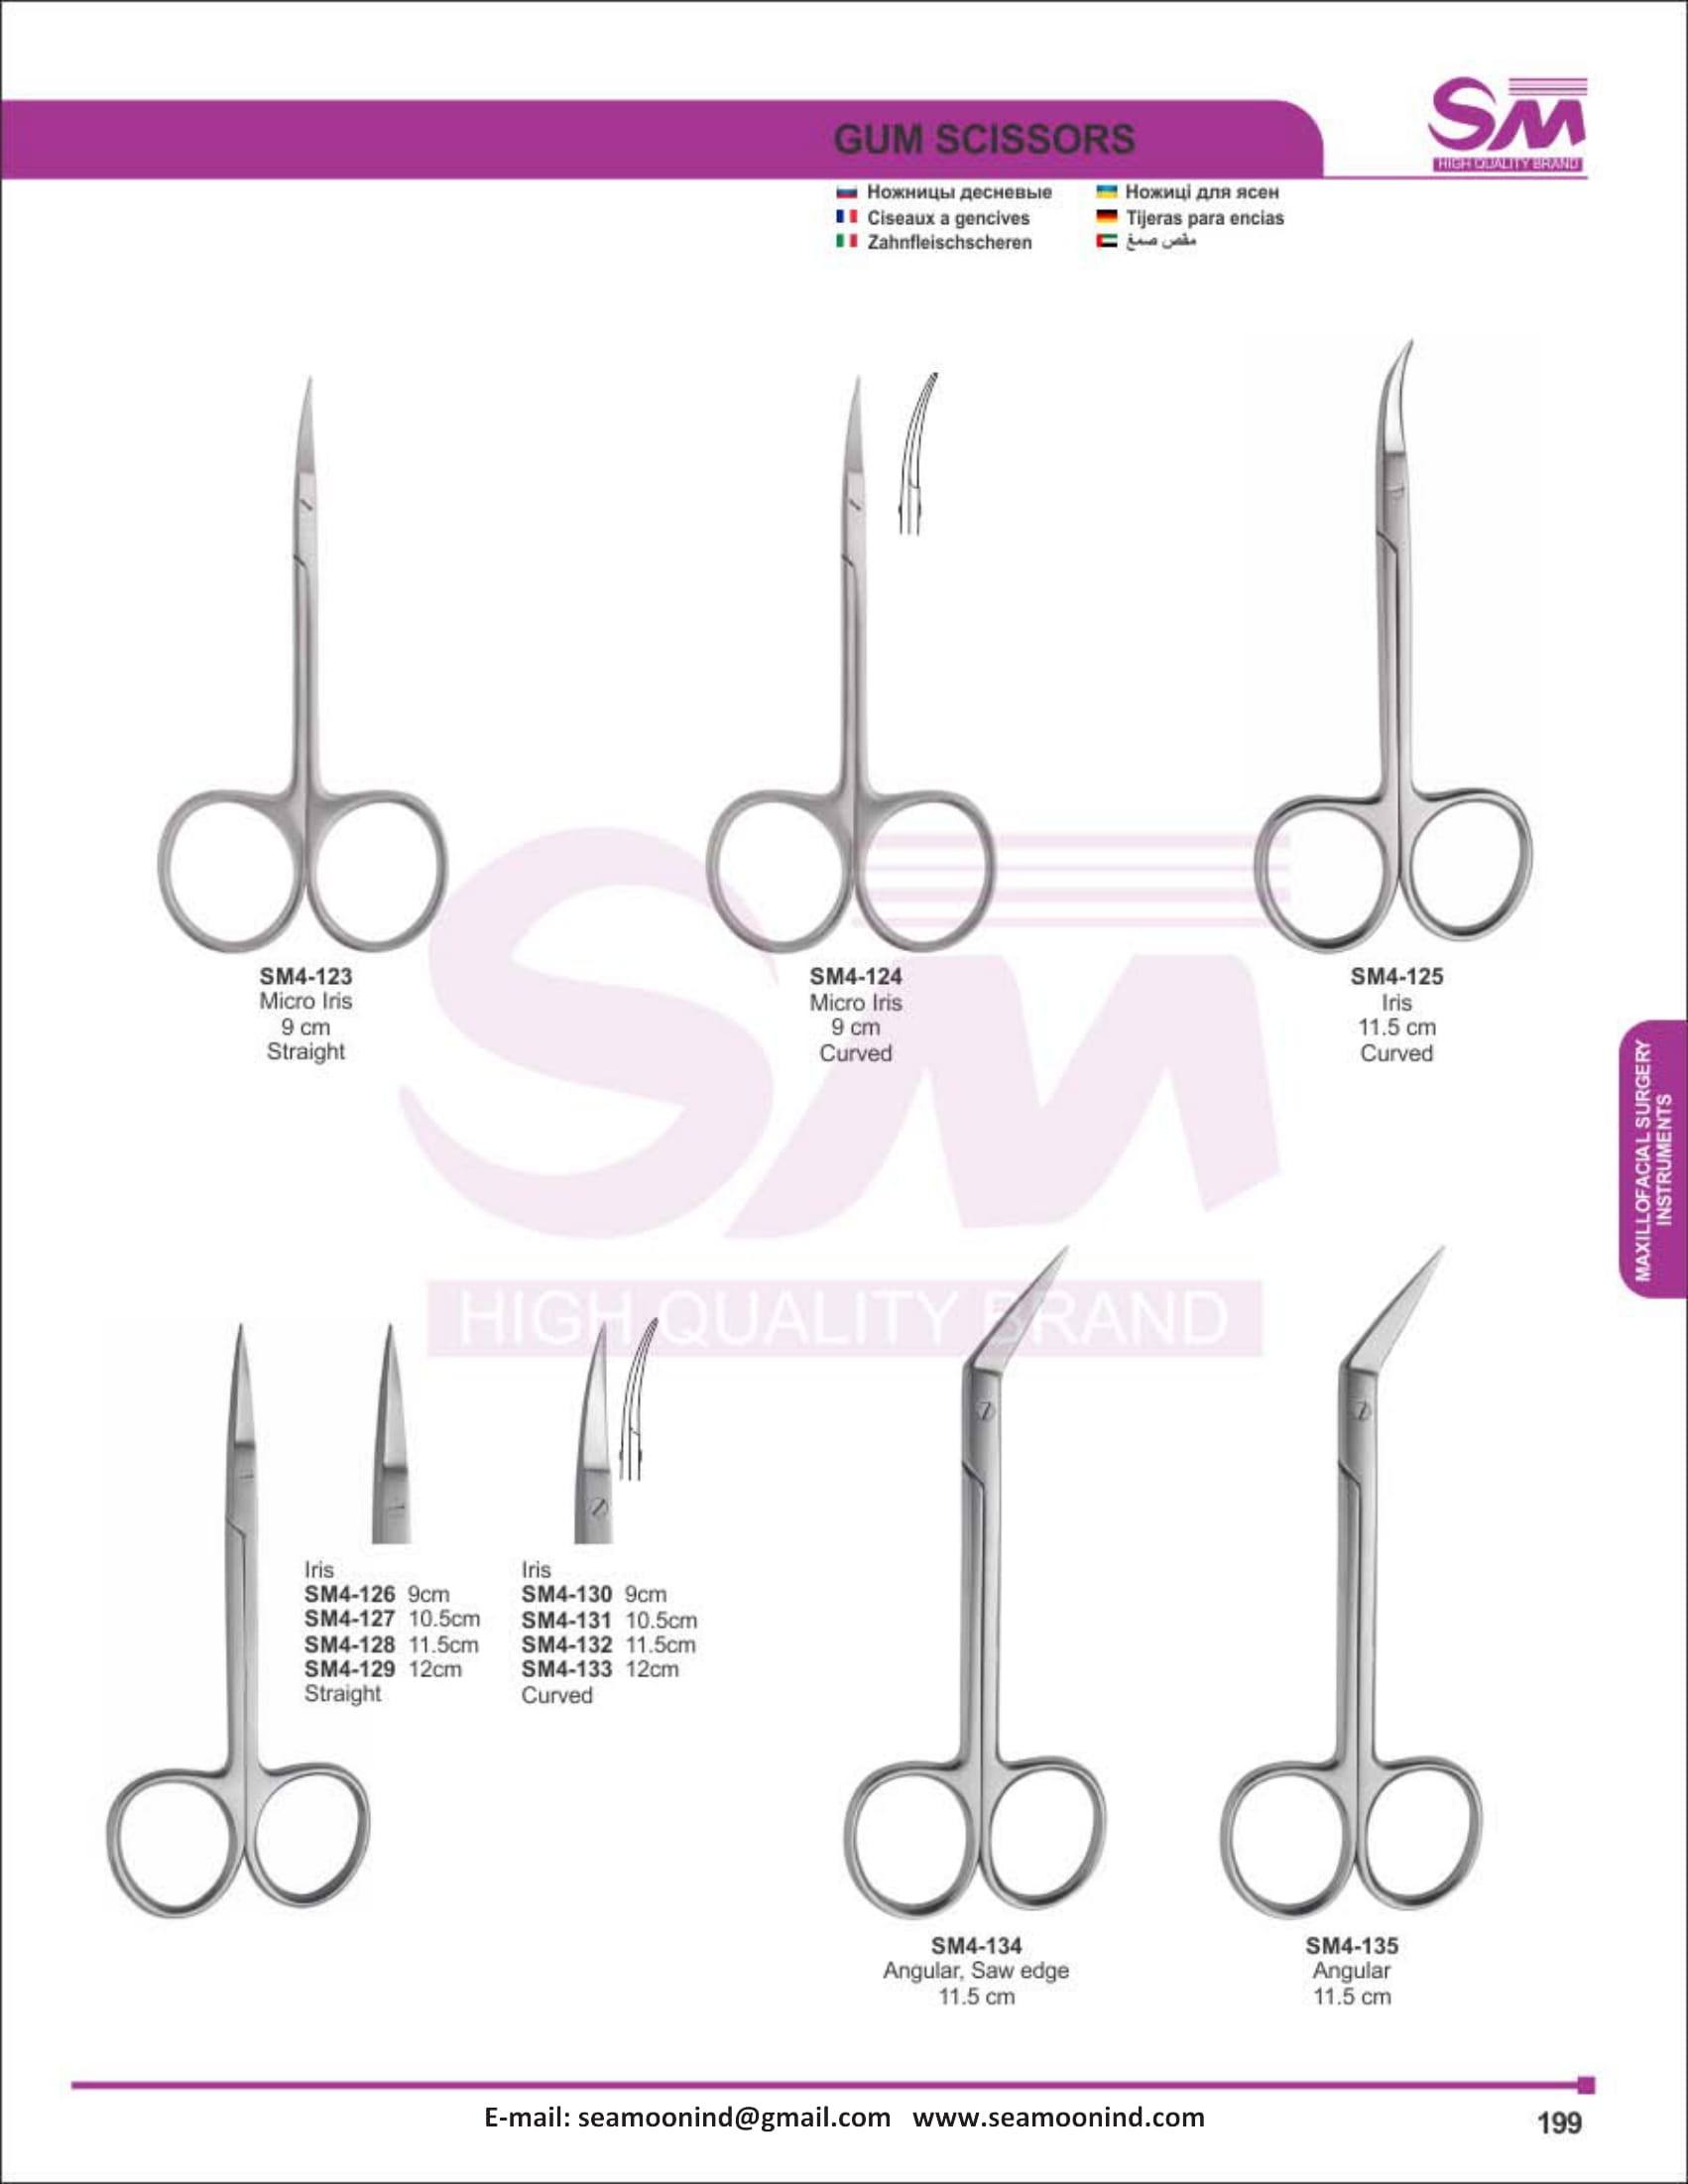 GUM SCISSORS
SM
HIGH QUALITY BRAND
Ножницы десневые
Ciseaux a gencives
Zahnfleischscheren
Ножиці для ясен
Tijeras para encias
مقص صمغ
SM4-123
Micro Iris
9 cm
Straight
SM4-124
Micro Iris
9 cm
Curved
SM4-125
Iris
11.5 cm
Curved
MAXILLOFACIAL SURGERY
INSTRUMENTS
SM
HIGH QUALITY BRAND
Iris
SM4-126 9cm
SM4-127 10.5cm
SM4-128 11.5cm
SM4-129 12cm
Straight
Iris
SM4-130 9cm
SM4-131 10.5cm
SM4-132 11.5cm
SM4-133 12cm
Curved
SM4-134
Angular, Saw edge
11.5 cm
SM4-135
Angular
11.5 cm
E-mail: seamoonind@gmail.com www.seamoonind.com
199